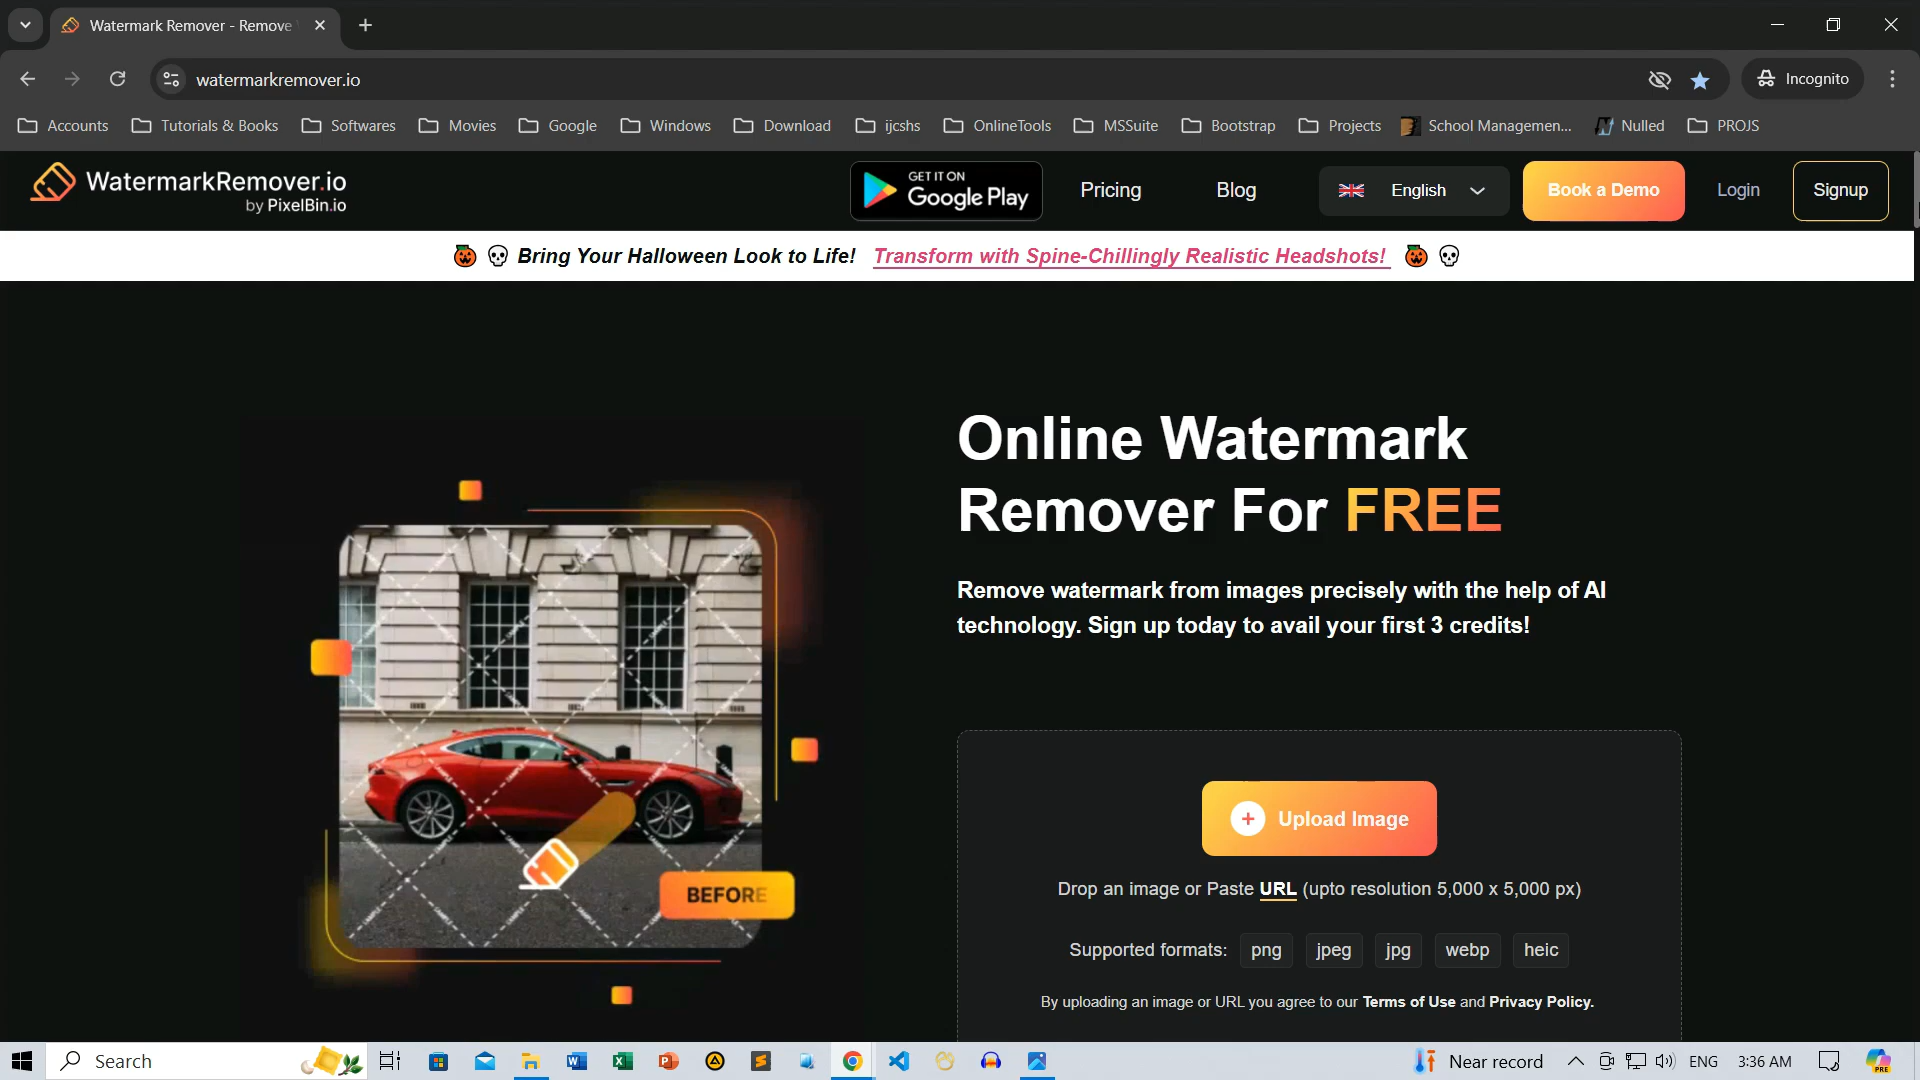 Watermark Remover - Remove
watermarkremover.io
Incognito
Accounts
Tutorials & Books
Softwares
Movies
Google
Windows
Download
ijcshs
OnlineTools
MSSuite
Bootstrap
Projects
School Managemen...
Nulled
PROJS
WatermarkRemover.io
by PixelBin.io
GET IT ON
Google Play
Pricing
Blog
English
Book a Demo
Login
Signup
Bring Your Halloween Look to Life! Transform with Spine-Chillingly Realistic Headshots!
Online Watermark
Remover For FREE
Remove watermark from images precisely with the help of AI
technology. Sign up today to avail your first 3 credits!
BEFORE
Upload Image
Drop an image or Paste URL (upto resolution 5,000 x 5,000 px)
Supported formats: png jpeg jpg webp heic
By uploading an image or URL you agree to our Terms of Use and Privacy Policy.
Search
Near record
ENG
3:36 AM
PRE